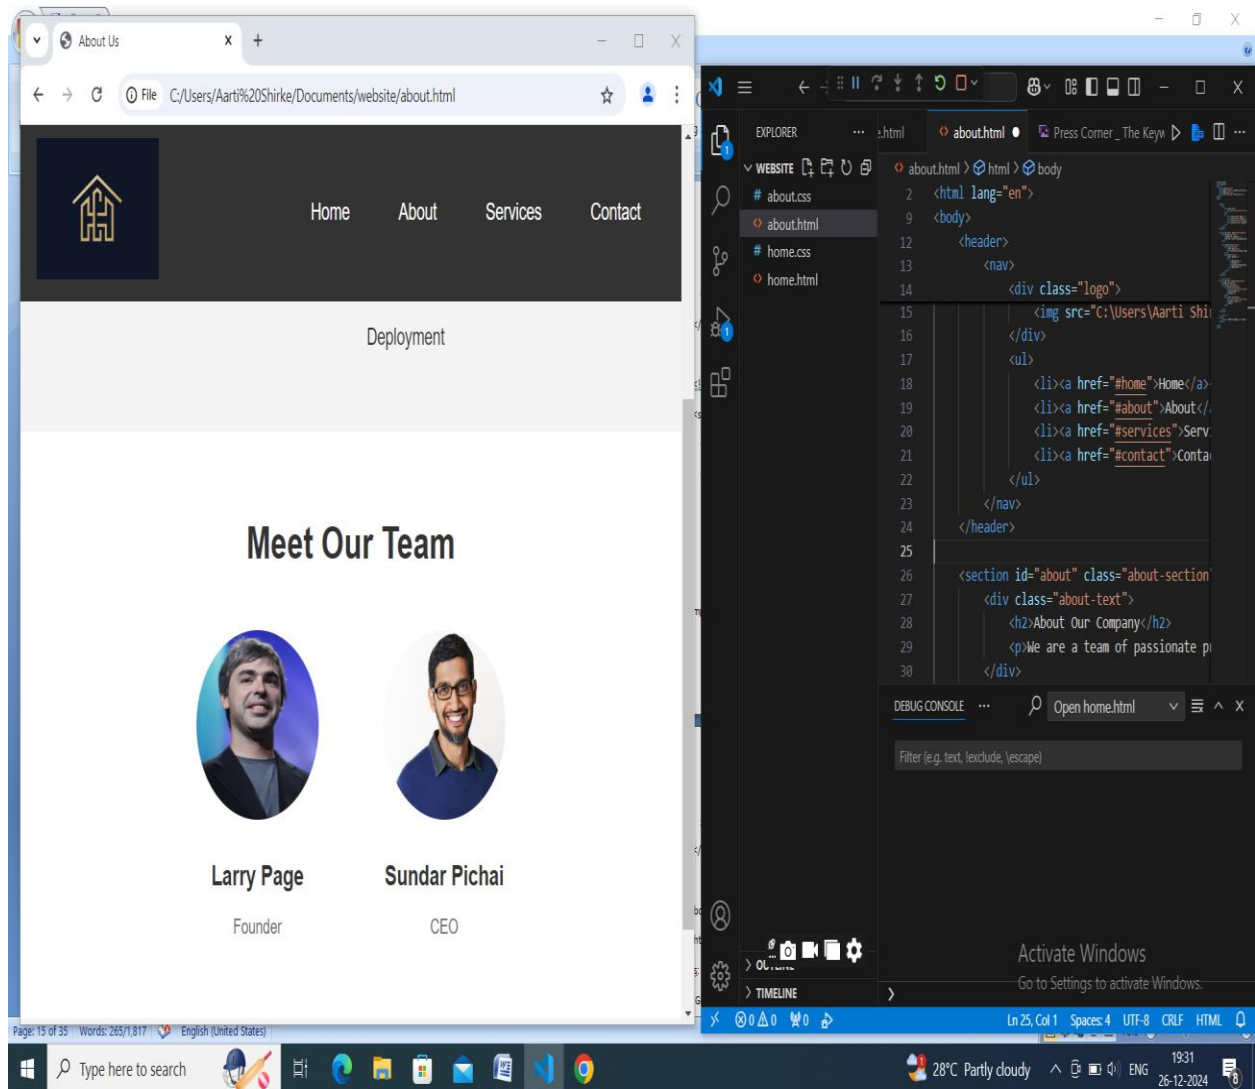 About Us
File C:/Users/Aarti%20Shirke/Documents/website/about.html
Home About Services Contact
Deployment
Meet Our Team
Larry Page Sundar Pichai
Founder CEO
EXPLORER
WEBSITE
# about.css
about.html
# home.css
home.html
OUTLINE
TIMELINE
e.html about.html Press Corner _ The Keyw
about.html > html > body
2 <html lang="en">
9 <body>
12 <header>
13 <nav>
14 <div class="logo">
15 <img src="C:\Users\Aarti Shi
16 </div>
17 <ul>
18 <li><a href="#home">Home</a>
19 <li><a href="#about">About</
20 <li><a href="#services">Serv
21 <li><a href="#contact">Conta
22 </ul>
23 </nav>
24 </header>
25
26 <section id="about" class="about-section"
27 <div class="about-text">
28 <h2>About Our Company</h2>
29 <p>We are a team of passionate p
30 </div>
DEBUG CONSOLE Open home.html
Filter (e.g. text, !exclude, \escape)
Activate Windows
Go to Settings to activate Windows.
0 0 0 Ln 25, Col 1 Spaces: 4 UTF-8 CRLF HTML
Page: 15 of 35 Words: 265/1,817 English (United States)
Type here to search
28°C Partly cloudy ENG
19:31
26-12-2024
8